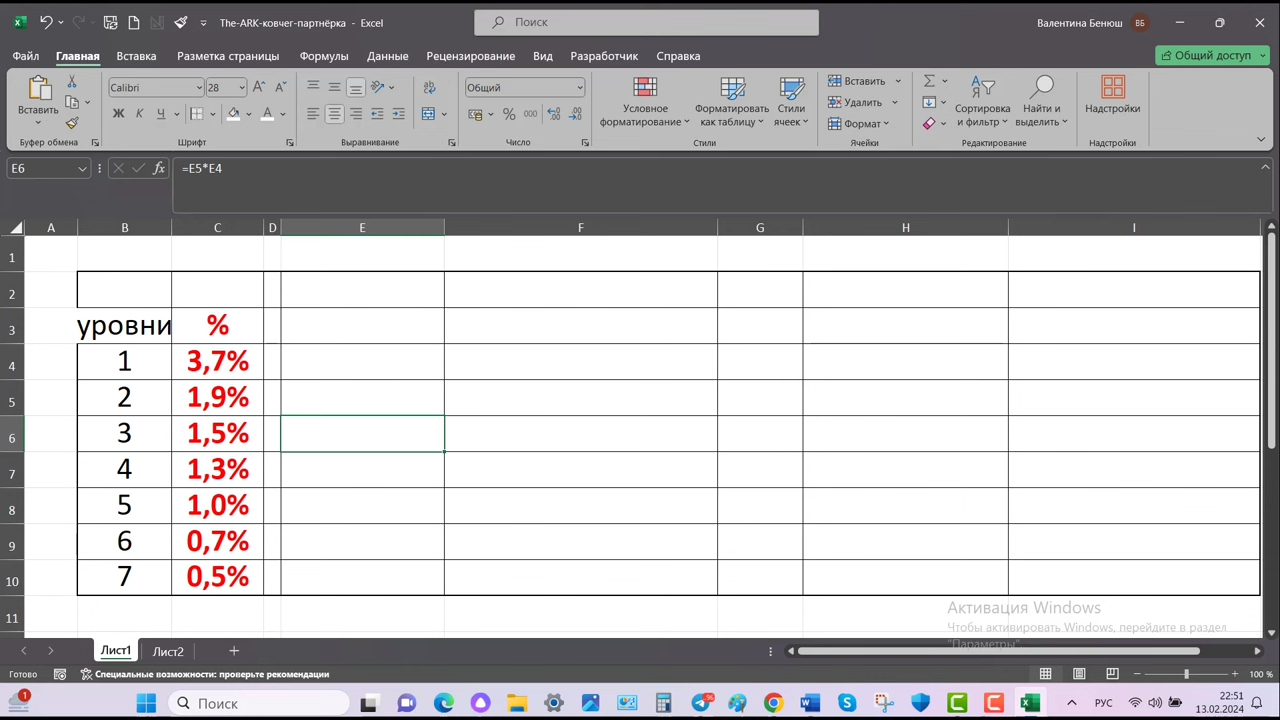 The-ARK-ковчег-партнёрка - Excel
Поиск
Валентина Бенюш
ВБ
Файл Главная Вставка Разметка страницы Формулы Данные Рецензирование Вид Разработчик Справка
Общий доступ
Вставить
Буфер обмена
Calibri 28
Ж К Ч
Шрифт
Выравнивание
Общий
% 000
Число
Условное форматирование
Форматировать как таблицу
Стили ячеек
Стили
Вставить
Удалить
Формат
Ячейки
Сортировка и фильтр
Найти и выделить
Редактирование
Надстройки
Надстройки
E6 fx =E5*E4
A B C D E F G H I
1
2
3 уровни %
4 1 3,7%
5 2 1,9%
6 3 1,5%
7 4 1,3%
8 5 1,0%
9 6 0,7%
10 7 0,5%
11
Активация Windows
Чтобы активировать Windows, перейдите в раздел
"Параметры"
Лист1 Лист2
Готово
Специальные возможности: проверьте рекомендации
100 %
1
Поиск
96
РУС
22:51
13.02.2024